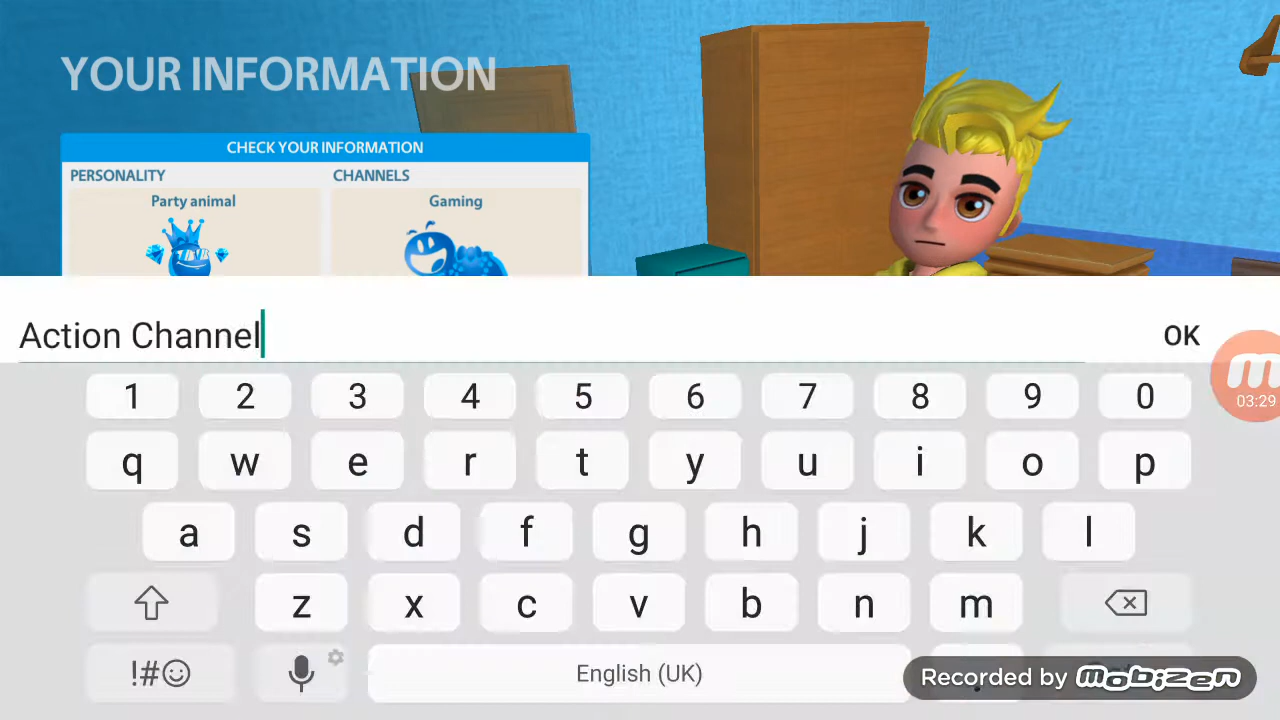 YOUR INFORMATION
CHECK YOUR INFORMATION
PERSONALITY CHANNELS
Party animal Gaming
Action Channel OK
03:29
1 2 3 4 5 6 7 8 9 0
q w e r t y u i o p
a s d f g h j k l
z x c v b n m
!#☺ English (UK)
Recorded by mobizen